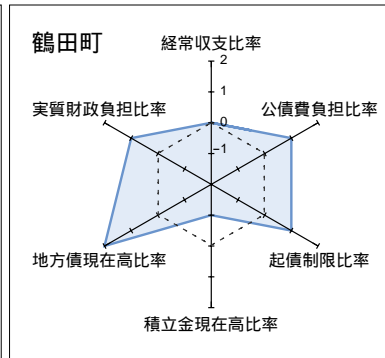 鶴田町
経常収支比率
2
1
0
−1
公債費負担比率
起債制限比率
積立金現在高比率
地方債現在高比率
実質財政負担比率